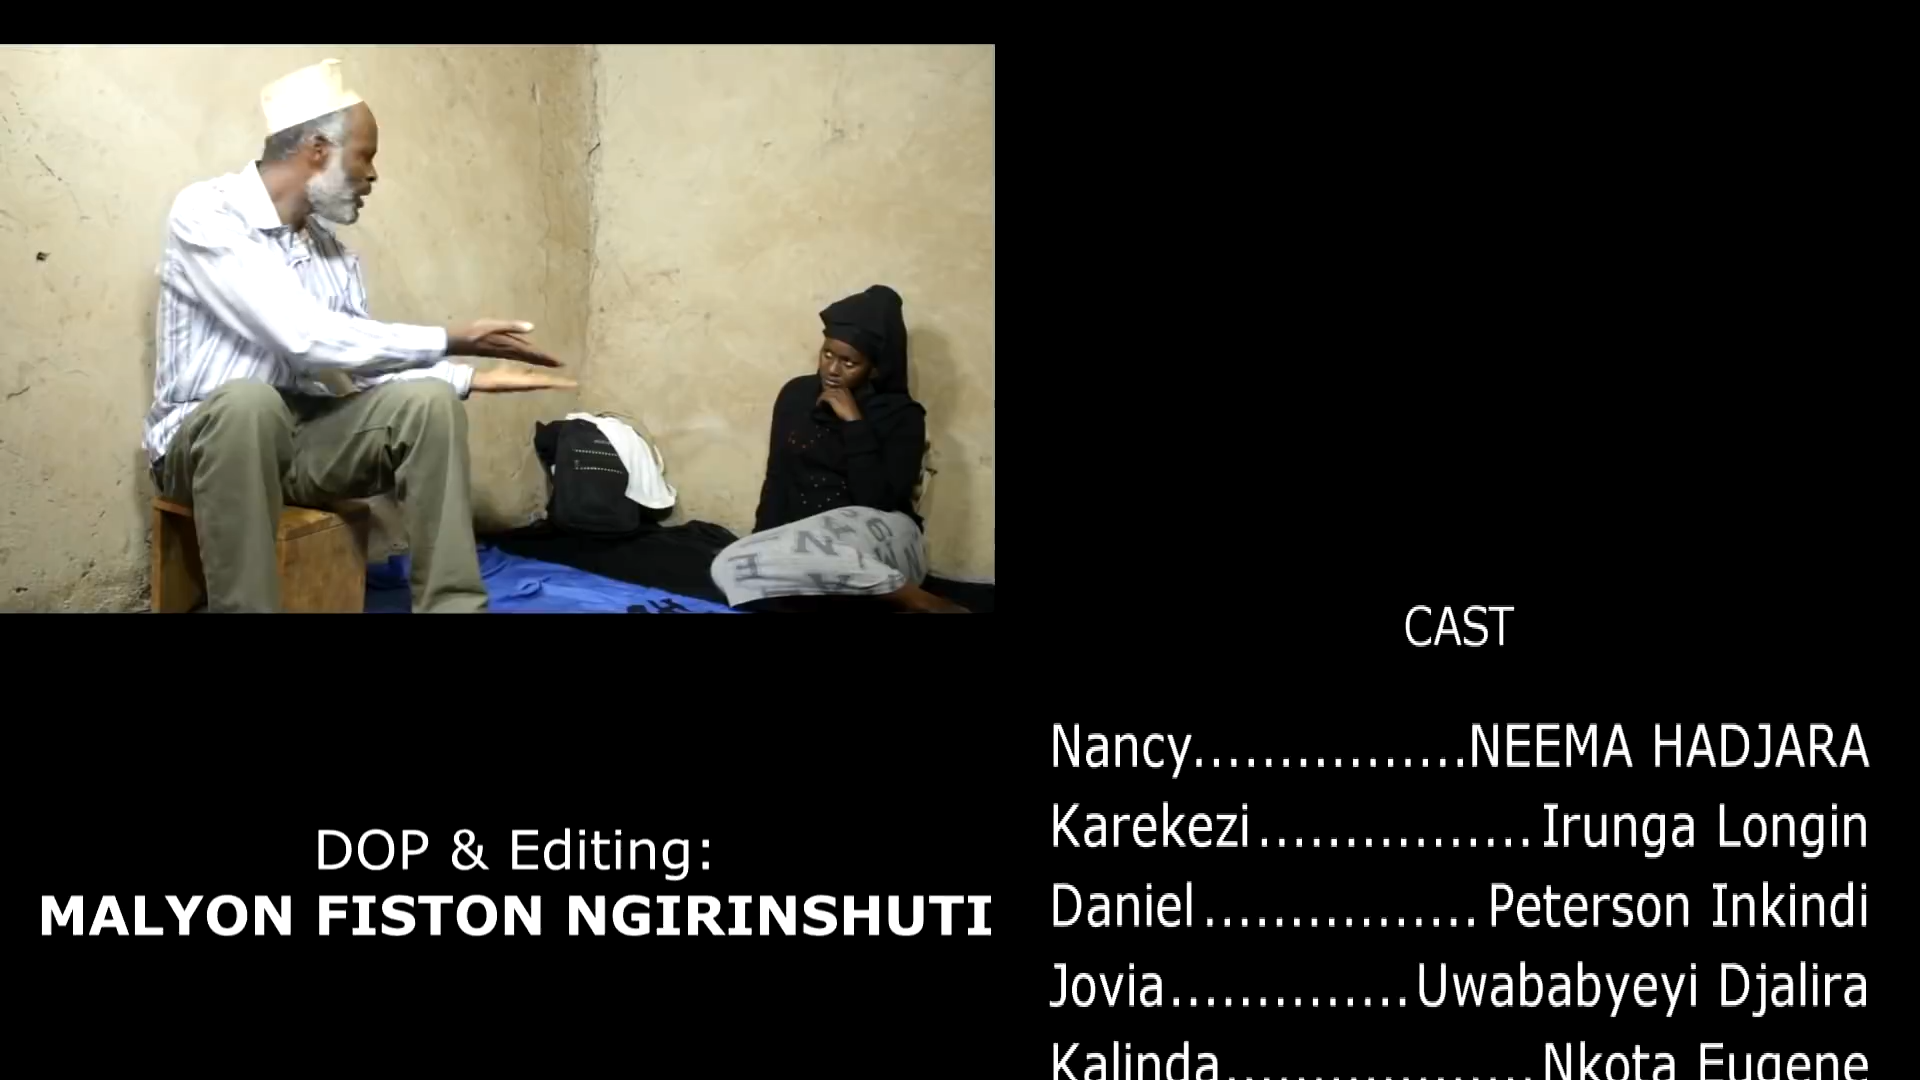 DOP & Editing:
MALYON FISTON NGIRINSHUTI
CAST
Nancy................NEEMA HADJARA
Karekezi................Irunga Longin
Daniel................Peterson Inkindi
Jovia..............Uwababyeyi Djalira
Kalinda..................Nkota Eugene